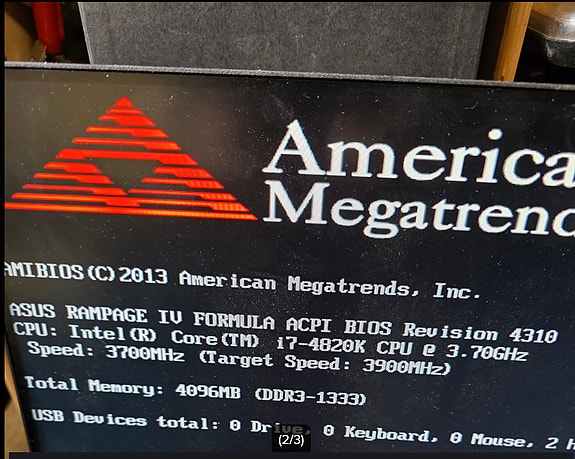 America
Megatrend
AMIBIOS(C)2013 American Megatrends, Inc.
ASUS RAMPAGE IV FORMULA ACPI BIOS Revision 4310
CPU: Intel(R) Core(TM) i7-4820K CPU @ 3.70GHz
Speed: 3700MHz (Target Speed: 3900MHz)
Total Memory: 4096MB (DDR3-1333)
USB Devices total: 0 Drive, 0 Keyboard, 0 Mouse, 2 H
(2/3)